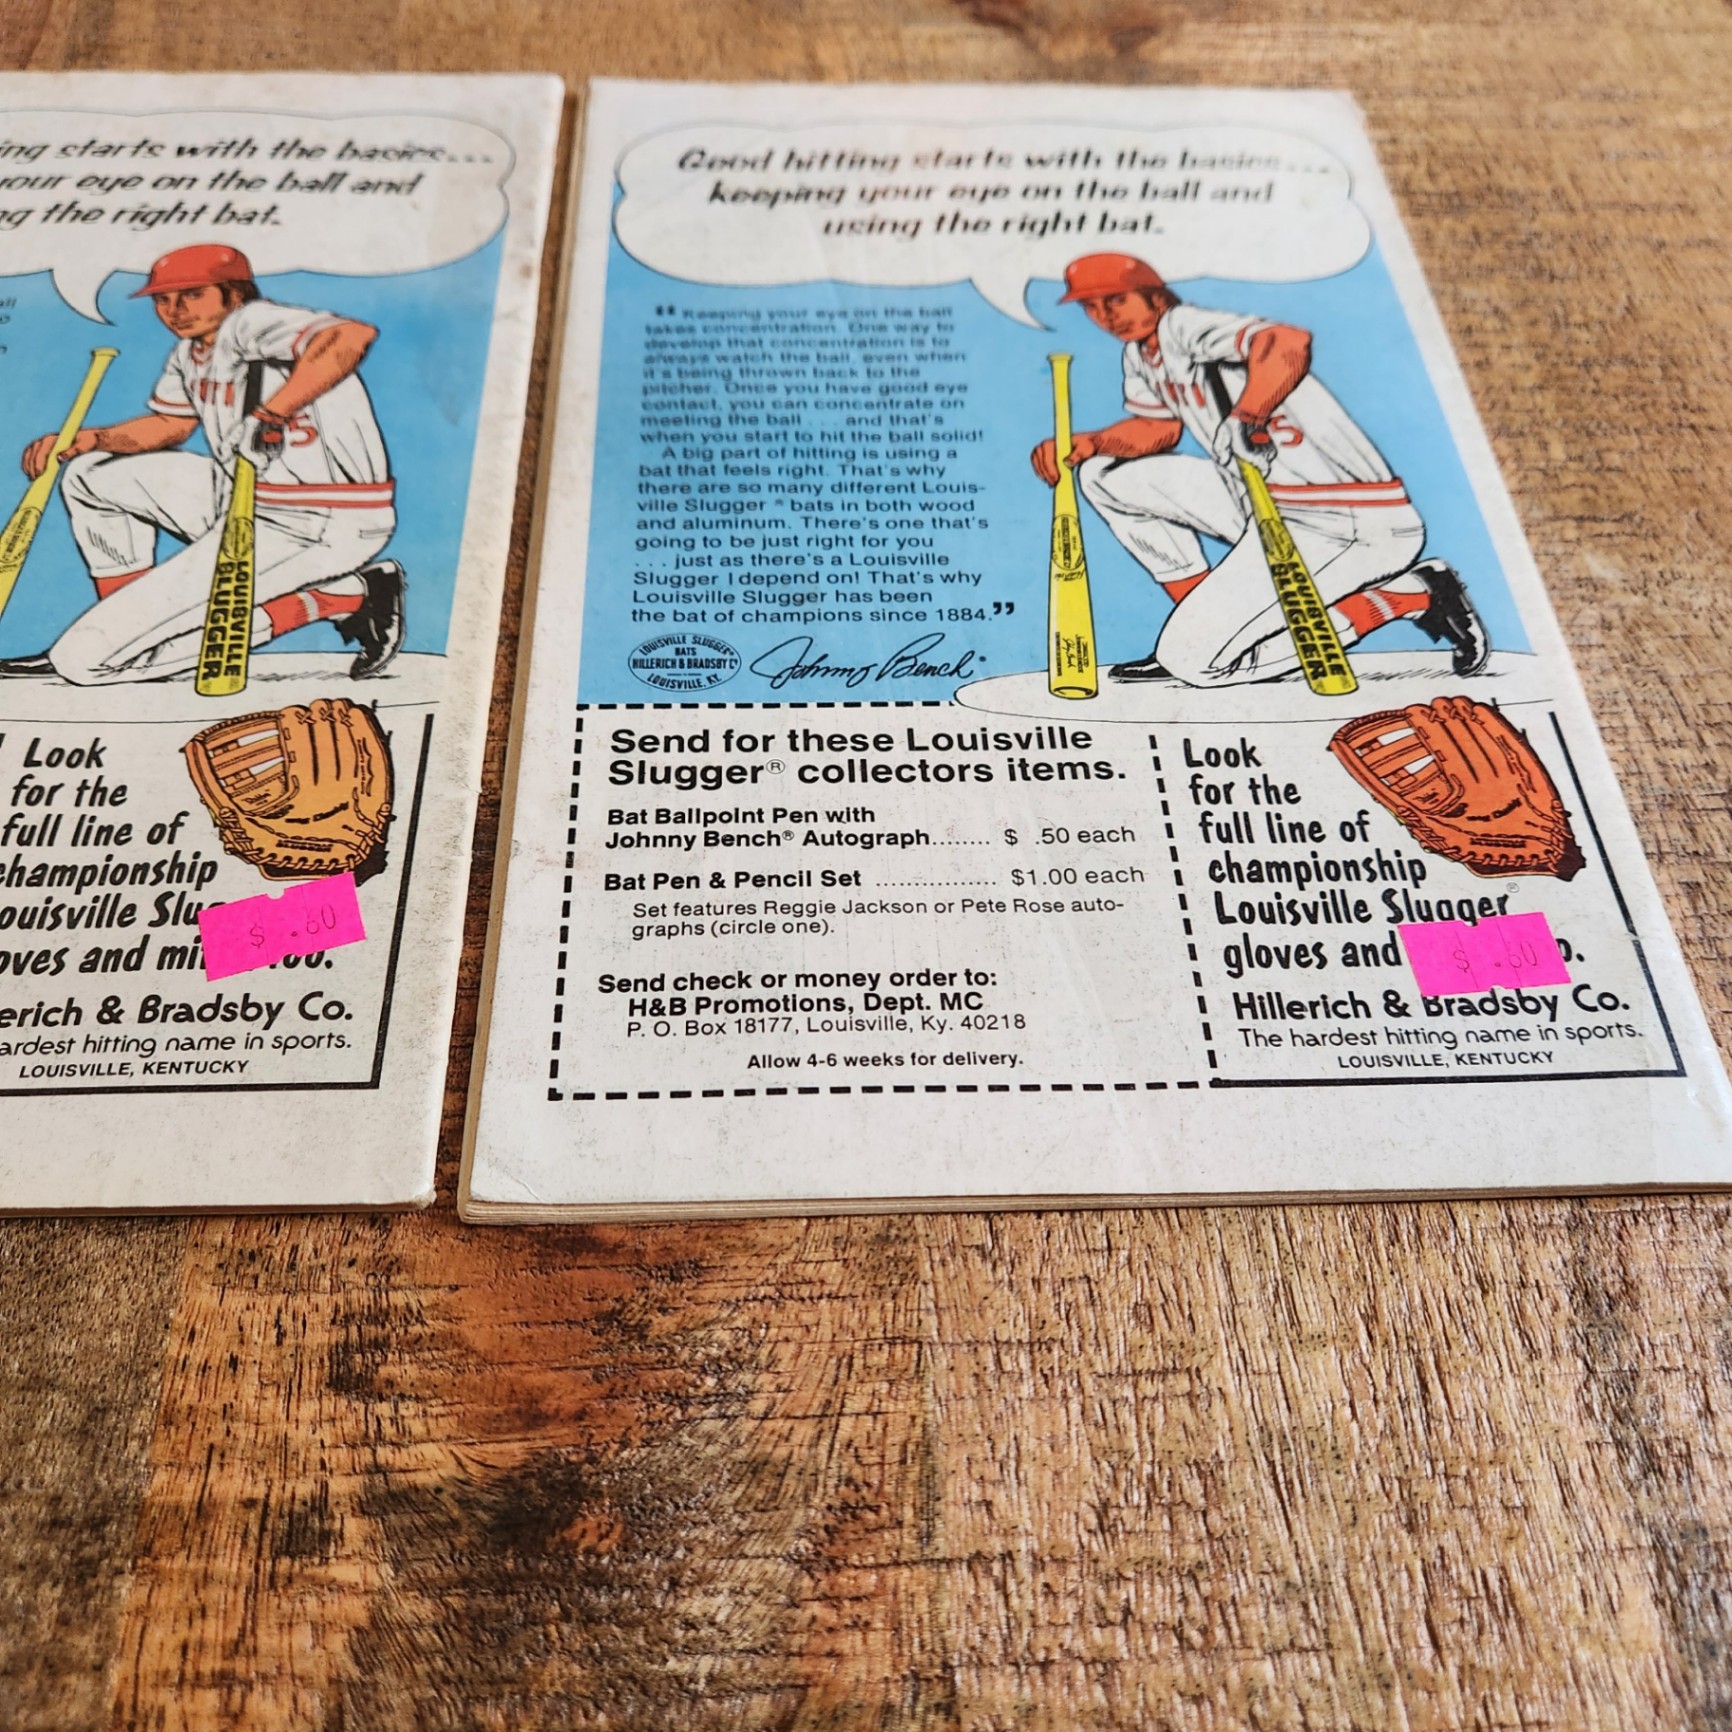 ing starts with the basics...
your eye on the ball and
ng the right bat.
LOUISVILLE
SLUGGER
Look
for the
full line of
championship
ouisville Slug
oves and mi
$ .60
erich & Bradsby Co.
ardest hitting name in sports.
LOUISVILLE, KENTUCKY
Good hitting starts with the basics...
keeping your eye on the ball and
using the right bat.
"Keeping your eye on the ball
takes concentration. One way to
develop that concentration is to
always watch the ball, even when
it's being thrown back to the
pitcher. Once you have good eye
contact, you can concentrate on
meeting the ball . . . and that's
when you start to hit the ball solid!
A big part of hitting is using a
bat that feels right. That's why
there are so many different Louis-
ville Slugger® bats in both wood
and aluminum. There's one that's
going to be just right for you
. . . just as there's a Louisville
Slugger I depend on! That's why
Louisville Slugger has been
the bat of champions since 1884."
LOUISVILLE SLUGGER®
BATS
HILLERICH & BRADSBY Cº
LOUISVILLE, KY.
Johnny Bench
5
LOUISVILLE
SLUGGER
Send for these Louisville
Slugger® collectors items.
Bat Ballpoint Pen with
Johnny Bench® Autograph........ $ .50 each
Bat Pen & Pencil Set ................ $1.00 each
Set features Reggie Jackson or Pete Rose auto-
graphs (circle one).
Send check or money order to:
H&B Promotions, Dept. MC
P. O. Box 18177, Louisville, Ky. 40218
Allow 4-6 weeks for delivery.
Look
for the
full line of
championship
Louisville Slugger®
gloves and
$ .60
Hillerich & Bradsby Co.
The hardest hitting name in sports.
LOUISVILLE, KENTUCKY